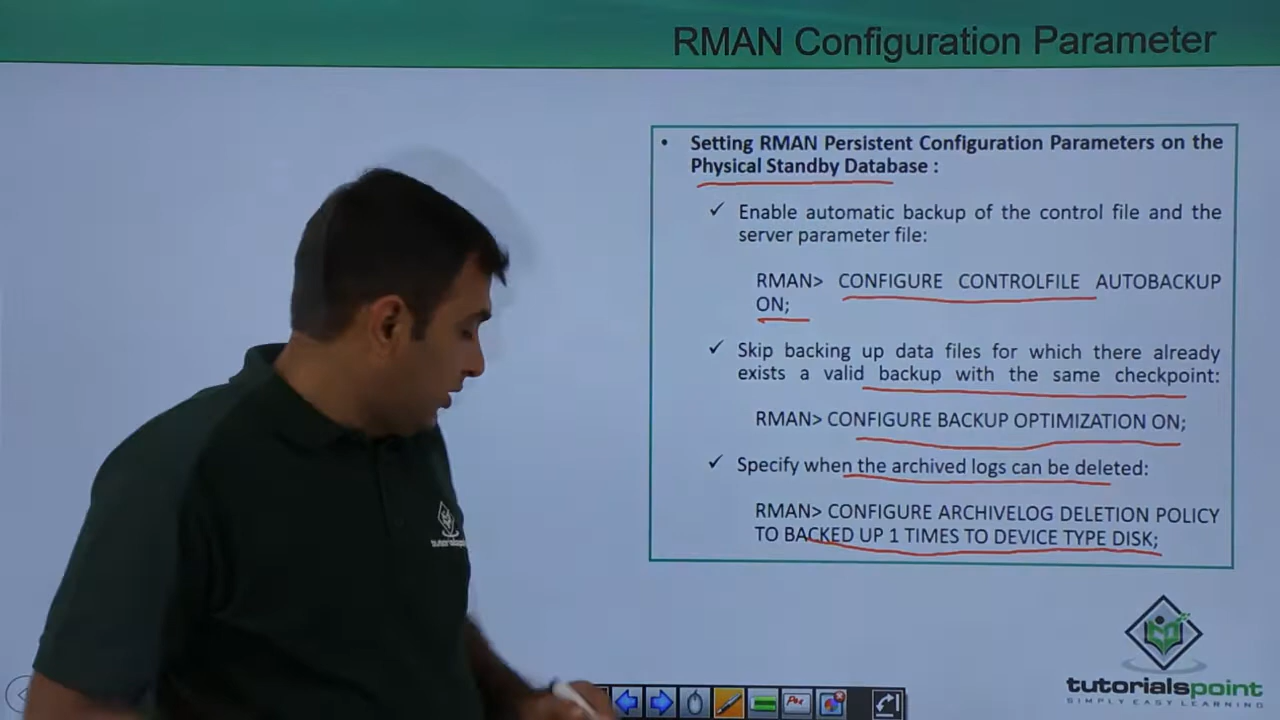 RMAN Configuration Parameter
• Setting RMAN Persistent Configuration Parameters on the
Physical Standby Database :
✓ Enable automatic backup of the control file and the
server parameter file:
RMAN> CONFIGURE CONTROLFILE AUTOBACKUP
ON;
✓ Skip backing up data files for which there already
exists a valid backup with the same checkpoint:
RMAN> CONFIGURE BACKUP OPTIMIZATION ON;
✓ Specify when the archived logs can be deleted:
RMAN> CONFIGURE ARCHIVELOG DELETION POLICY
TO BACKED UP 1 TIMES TO DEVICE TYPE DISK;
tutorialspoint
tutorialspoint
SIMPLY EASY LEARNING